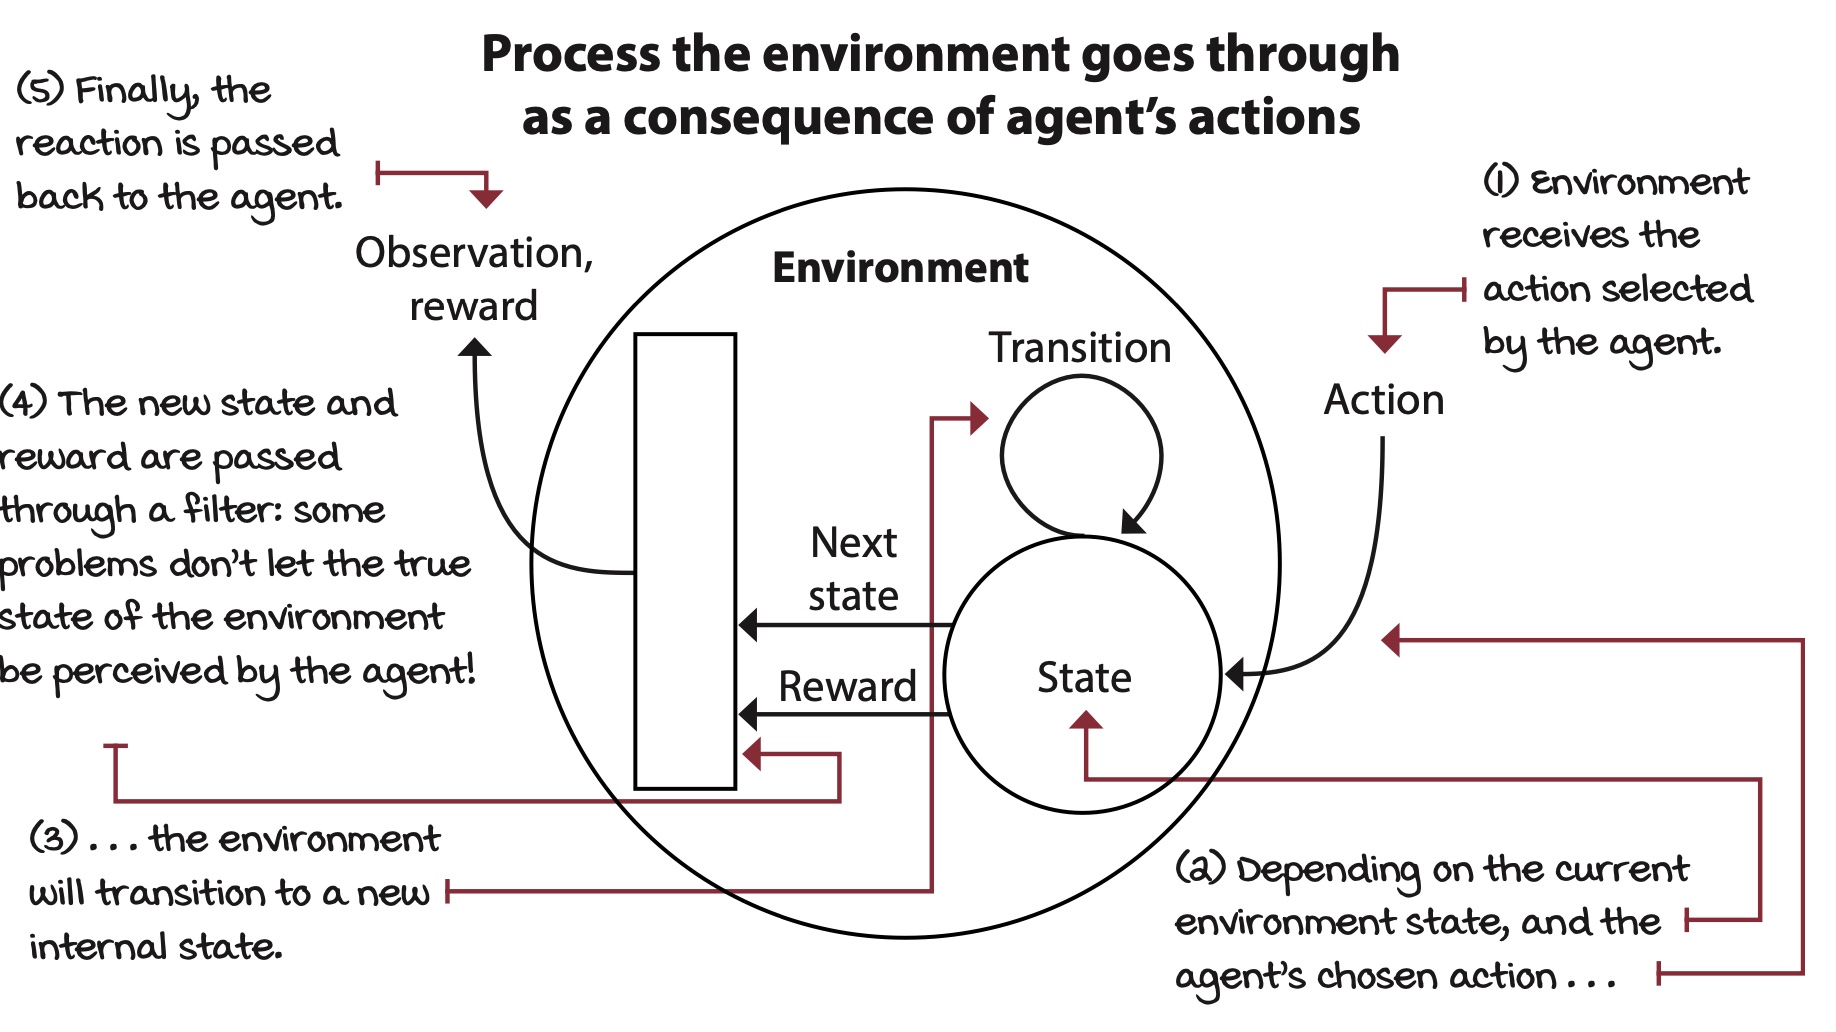 Process the environment goes through
as a consequence of agent's actions
(5) Finally, the
reaction is passed
back to the agent.
Observation,
reward
(4) The new state and
reward are passed
through a filter: some
problems don't let the true
state of the environment
be perceived by the agent!
(3) . . . the environment
will transition to a new
internal state.
Environment
Transition
Next
state
Reward
State
(1) Environment
receives the
action selected
by the agent.
Action
(2) Depending on the current
environment state, and the
agent's chosen action . . .